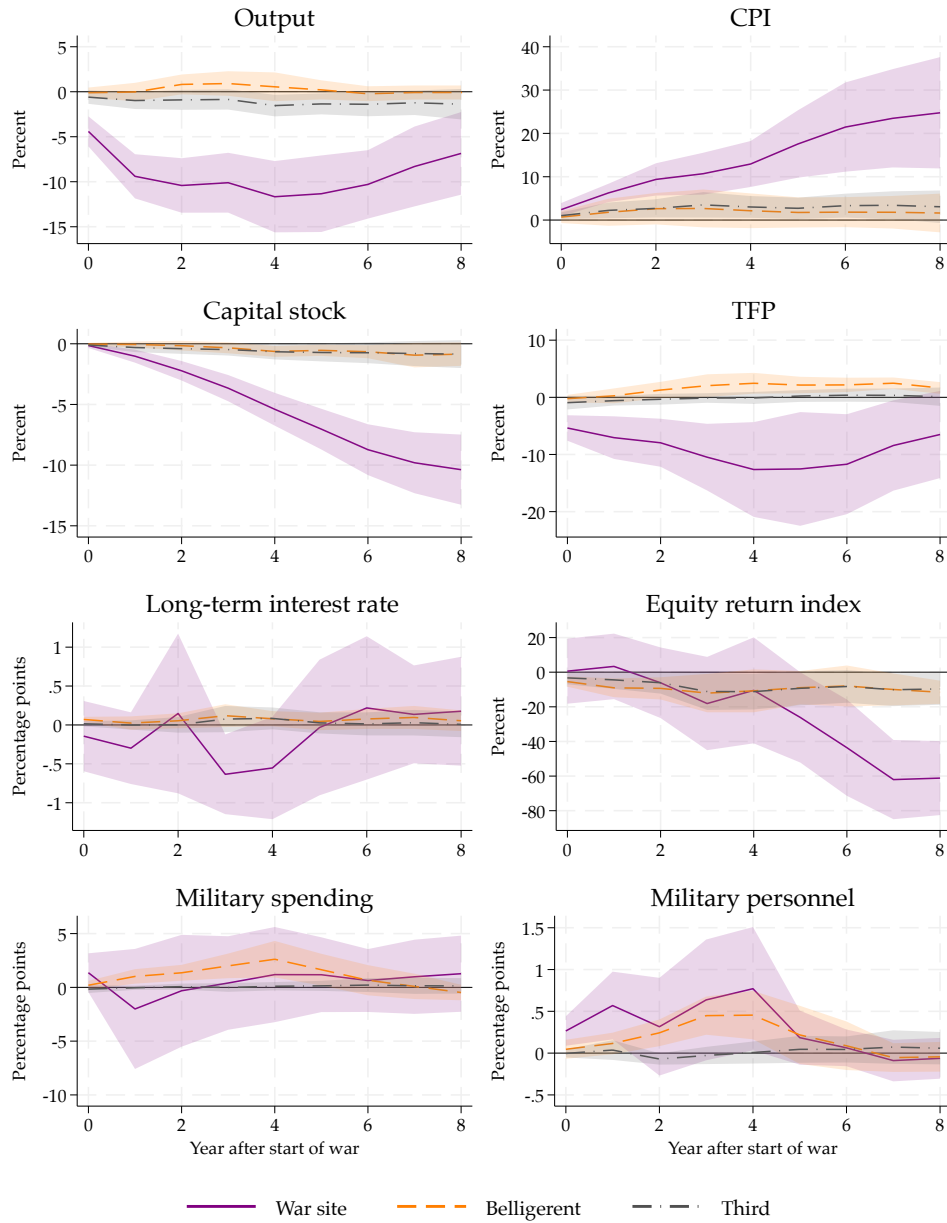 Output
Percent
5
0
-5
-10
-15
0 2 4 6 8
CPI
Percent
40
30
20
10
0
0 2 4 6 8
Capital stock
Percent
0
-5
-10
-15
0 2 4 6 8
TFP
Percent
10
0
-10
-20
0 2 4 6 8
Long-term interest rate
Percentage points
1
.5
0
-.5
-1
0 2 4 6 8
Equity return index
Percent
20
0
-20
-40
-60
-80
0 2 4 6 8
Military spending
Percentage points
5
0
-5
-10
0 2 4 6 8
Year after start of war
Military personnel
Percentage points
1.5
1
.5
0
-.5
0 2 4 6 8
Year after start of war
War site Belligerent Third